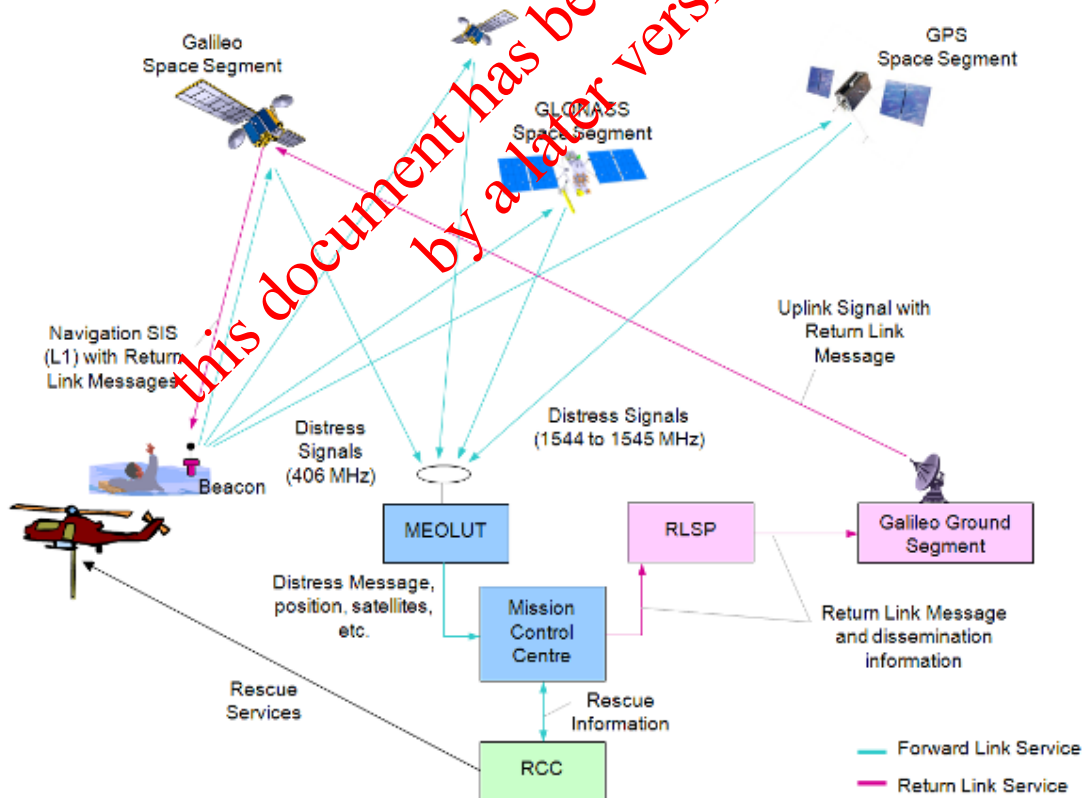 Galileo
Space Segment
GPS
Space Segment
GLONASS
Space Segment
this document has be
by a later vers
Navigation SIS
(L1) with Return
Link Messages
Uplink Signal with
Return Link
Message
Distress
Signals
(406 MHz)
Distress Signals
(1544 to 1545 MHz)
Beacon
MEOLUT
RLSP
Galileo Ground
Segment
Distress Message,
position, satellites,
etc.
Mission
Control
Centre
Return Link Message
and dissemination
information
Rescue
Services
Rescue
Information
RCC
Forward Link Service
Return Link Service